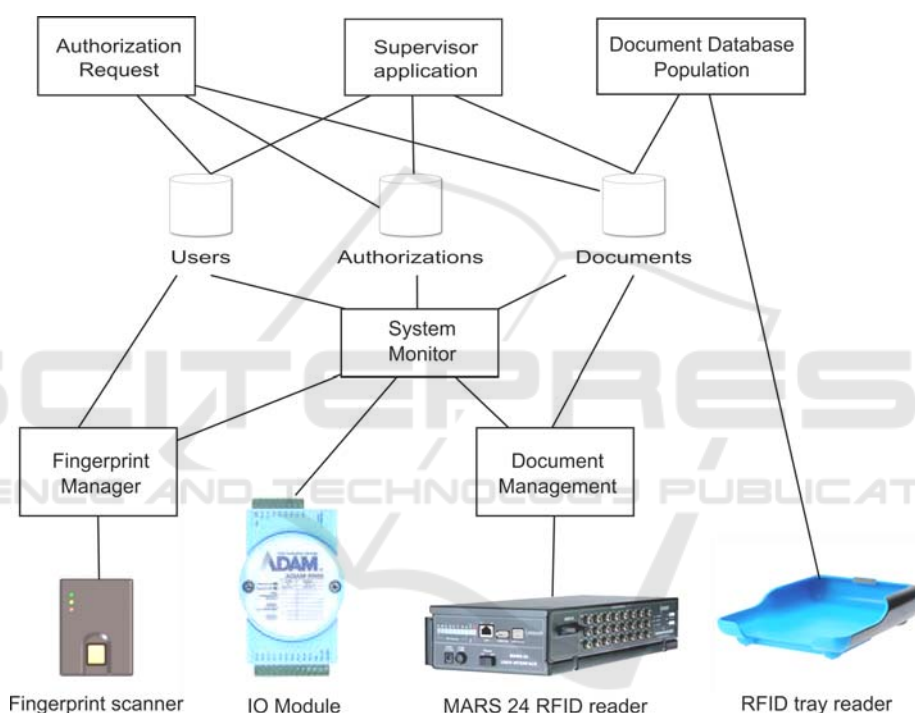 Authorization
Request
Supervisor
application
Document Database
Population
Users
Authorizations
Documents
System
Monitor
SCITEPRESS
Fingerprint
Manager
Document
Management
ADAM
Fingerprint scanner
IO Module
MARS 24 RFID reader
RFID tray reader